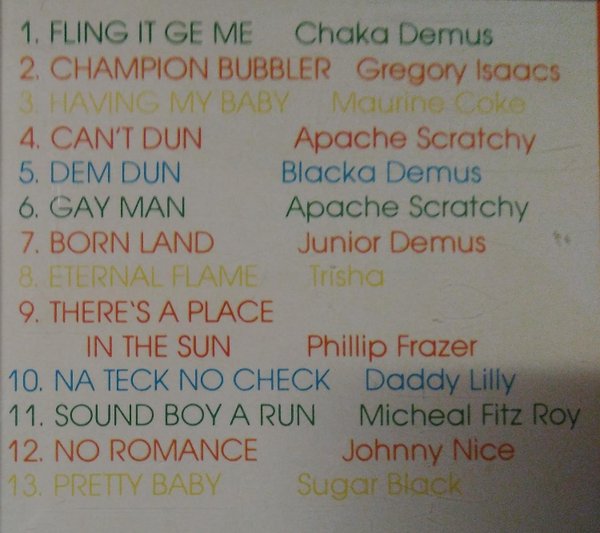 1. FLING IT GE ME Chaka Demus
2. CHAMPION BUBBLER Gregory Isaacs
3. HAVING MY BABY Maurine Coke
4. CAN'T DUN Apache Scratchy
5. DEM DUN Blacka Demus
6. GAY MAN Apache Scratchy
7. BORN LAND Junior Demus
8. ETERNAL FLAME Trisha
9. THERE'S A PLACE
IN THE SUN Phillip Frazer
10. NA TECK NO CHECK Daddy Lilly
11. SOUND BOY A RUN Micheal Fitz Roy
12. NO ROMANCE Johnny Nice
13. PRETTY BABY Sugar Black